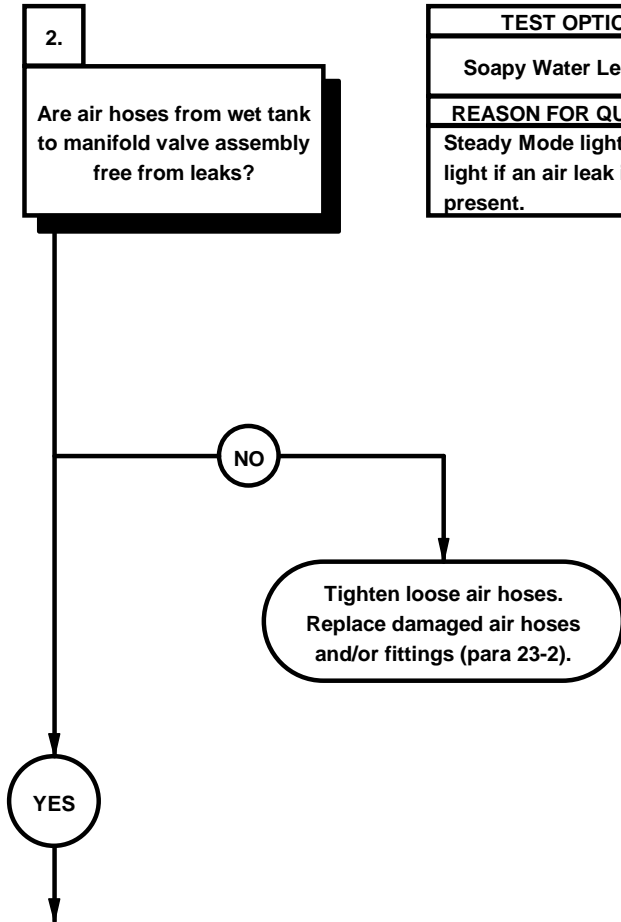 2.
Are air hoses from wet tank
to manifold valve assembly
free from leaks?
TEST OPTIO
Soapy Water Le
REASON FOR QU
Steady Mode light
light if an air leak i
present.
NO
Tighten loose air hoses.
Replace damaged air hoses
and/or fittings (para 23-2).
YES